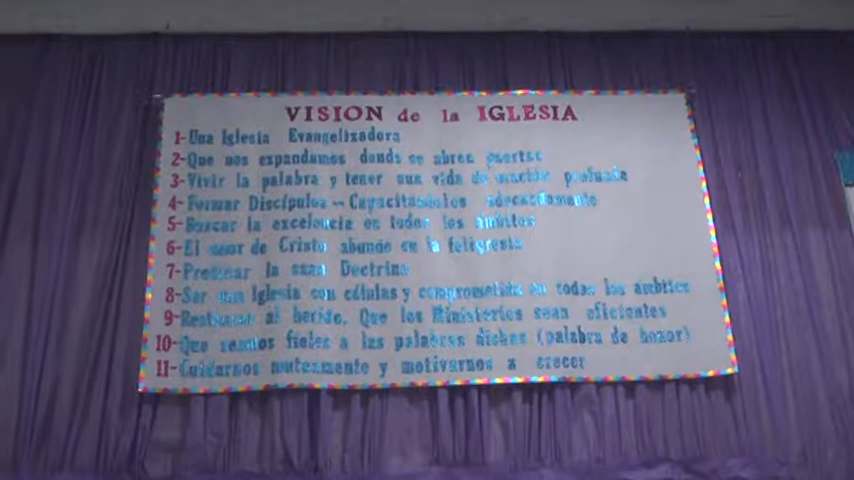 VISION de la IGLESIA
1- Una Iglesia Evangelizadora
2- Que nos expandamos donde se abren puertas
3- Vivir la palabra y tener una vida de oración profunda
4- Formar Discípulos - Capacitándolos adecuadamente
5- Buscar la excelencia en todos los ámbitos
6- El amor de Cristo abunde en la feligresía
7- Predicar la sana Doctrina
8- Ser una Iglesia con células y comprometida en todos los ámbitos
9- Restaurar al herido. Que los Ministerios sean eficientes
10- Que seamos fieles a las palabras dichas (palabra de honor)
11- Cuidarnos mutuamente y motivarnos a crecer